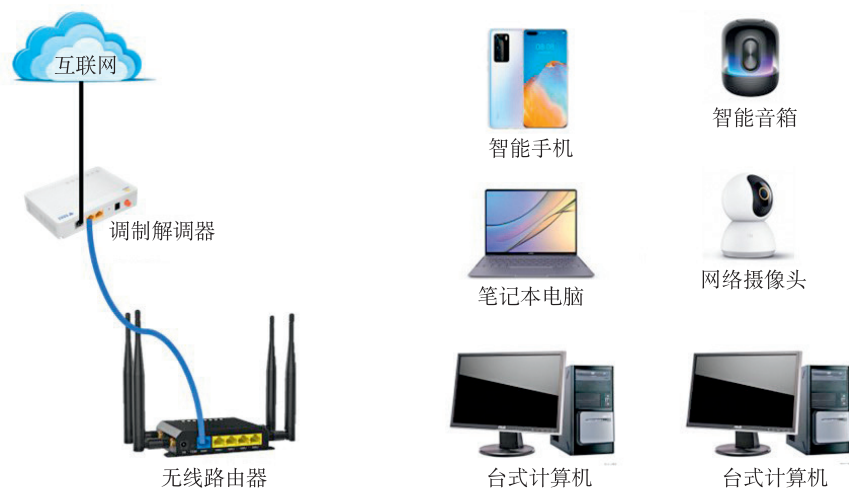 互联网
智能手机
智能音箱
调制解调器
笔记本电脑
网络摄像头
无线路由器
台式计算机
台式计算机